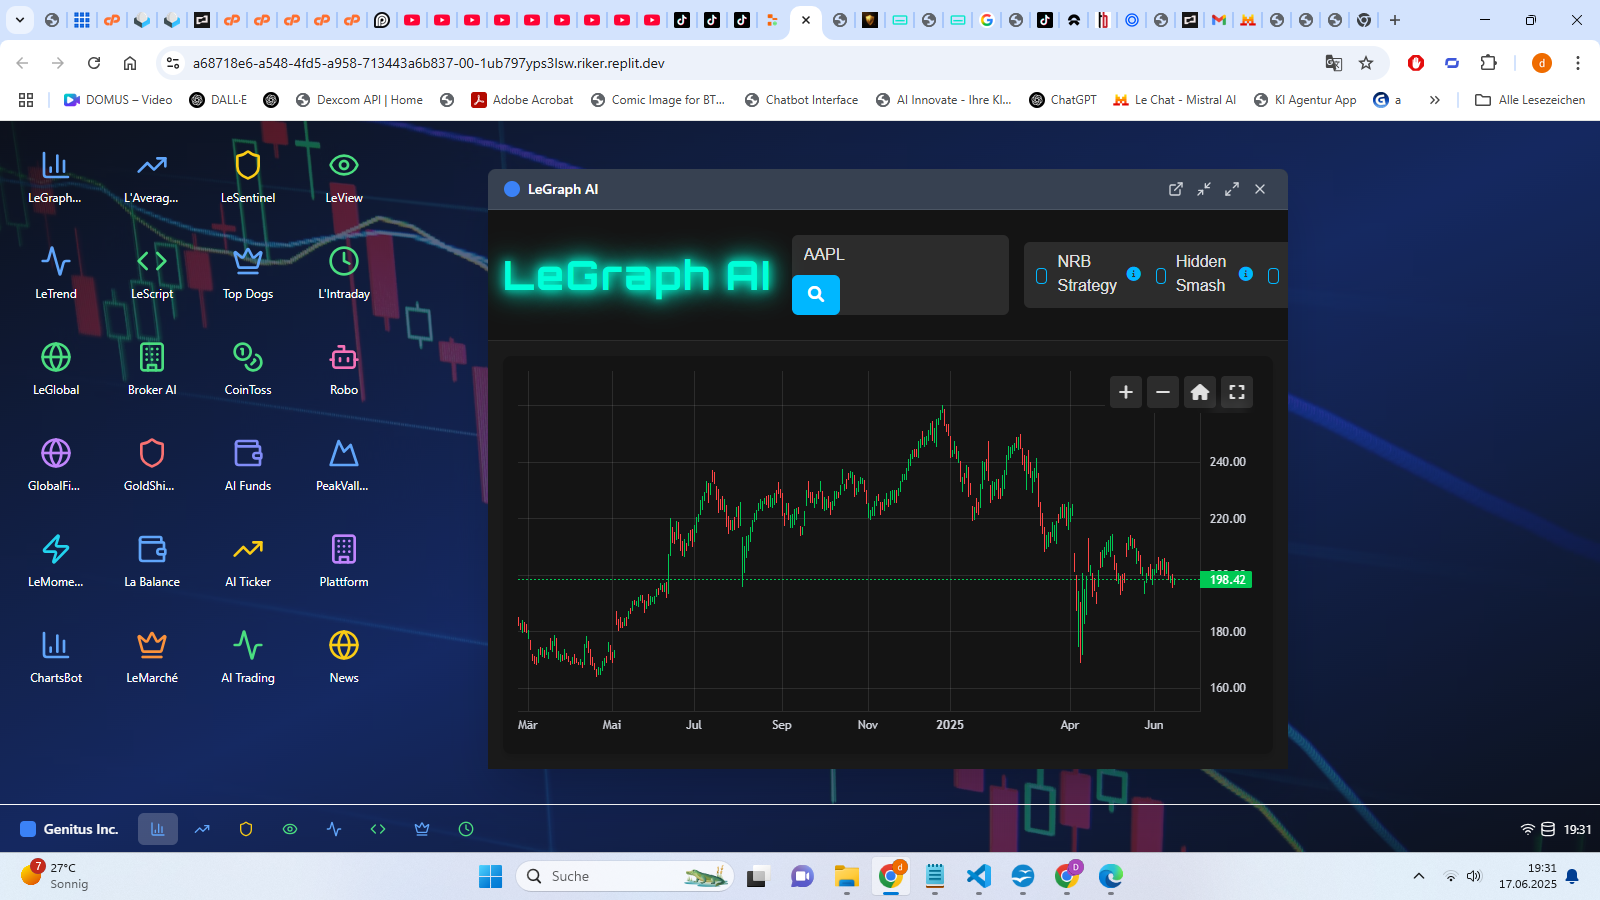 a68718e6-a548-4fd5-a958-713443a6b837-00-1ub797yps3lsw.riker.replit.dev
DOMUS – Video
DALL·E
Dexcom API | Home
Adobe Acrobat
Comic Image for BT...
Chatbot Interface
AI Innovate - Ihre KI...
ChatGPT
Le Chat - Mistral AI
KI Agentur App
a
Alle Lesezeichen
LeGraph...
L'Averag...
LeSentinel
LeView
LeTrend
LeScript
Top Dogs
L'Intraday
LeGlobal
Broker AI
CoinToss
Robo
GlobalFi...
GoldShi...
AI Funds
PeakVall...
LeMome...
La Balance
AI Ticker
Plattform
ChartsBot
LeMarché
AI Trading
News
LeGraph AI
LeGraph AI
AAPL
NRB
Strategy
Hidden
Smash
240.00
220.00
198.42
180.00
160.00
Mär
Mai
Jul
Sep
Nov
2025
Apr
Jun
Genitus Inc.
19:31
7
27°C
Sonnig
Suche
d
D
19:31
17.06.2025